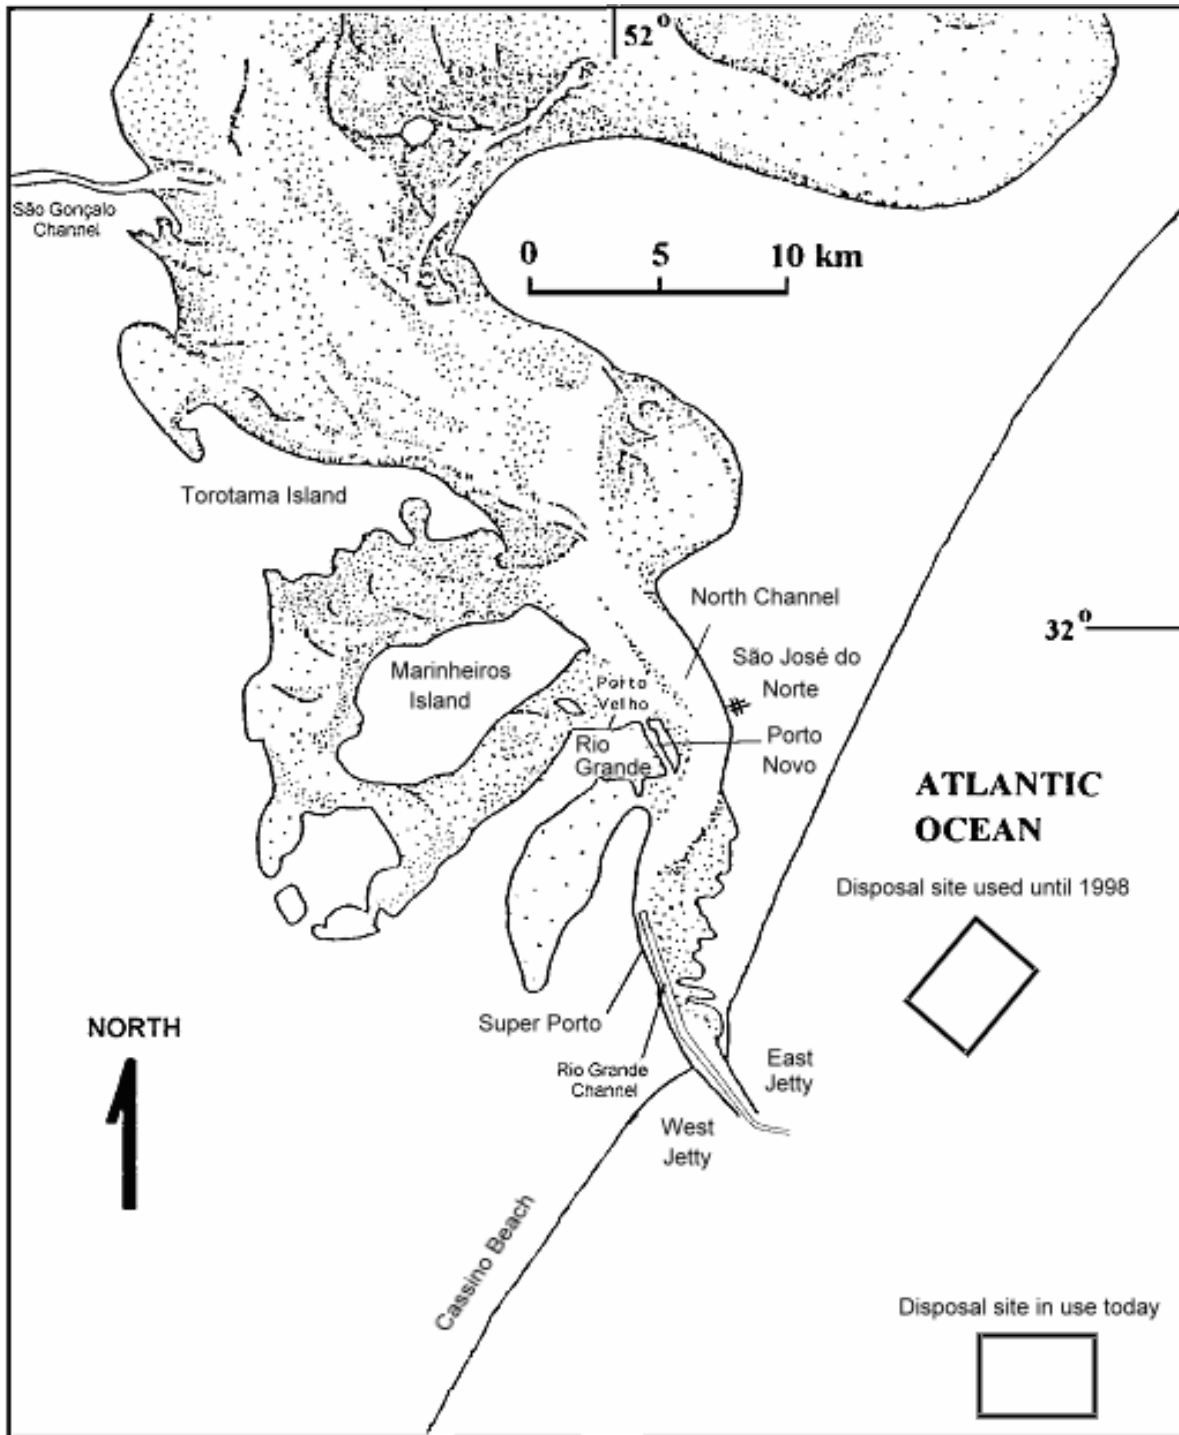 52°
São Gonçalo
Channel
0 5 10 km
Torotama Island
North Channel
32°
São José do
Norte
Marinheiros
Island
Porto
Velho
Rio
Grande
Porto
Novo
ATLANTIC
OCEAN
Disposal site used until 1998
NORTH
Super Porto
Rio Grande
Channel
East
Jetty
West
Jetty
Cassino Beach
Disposal site in use today